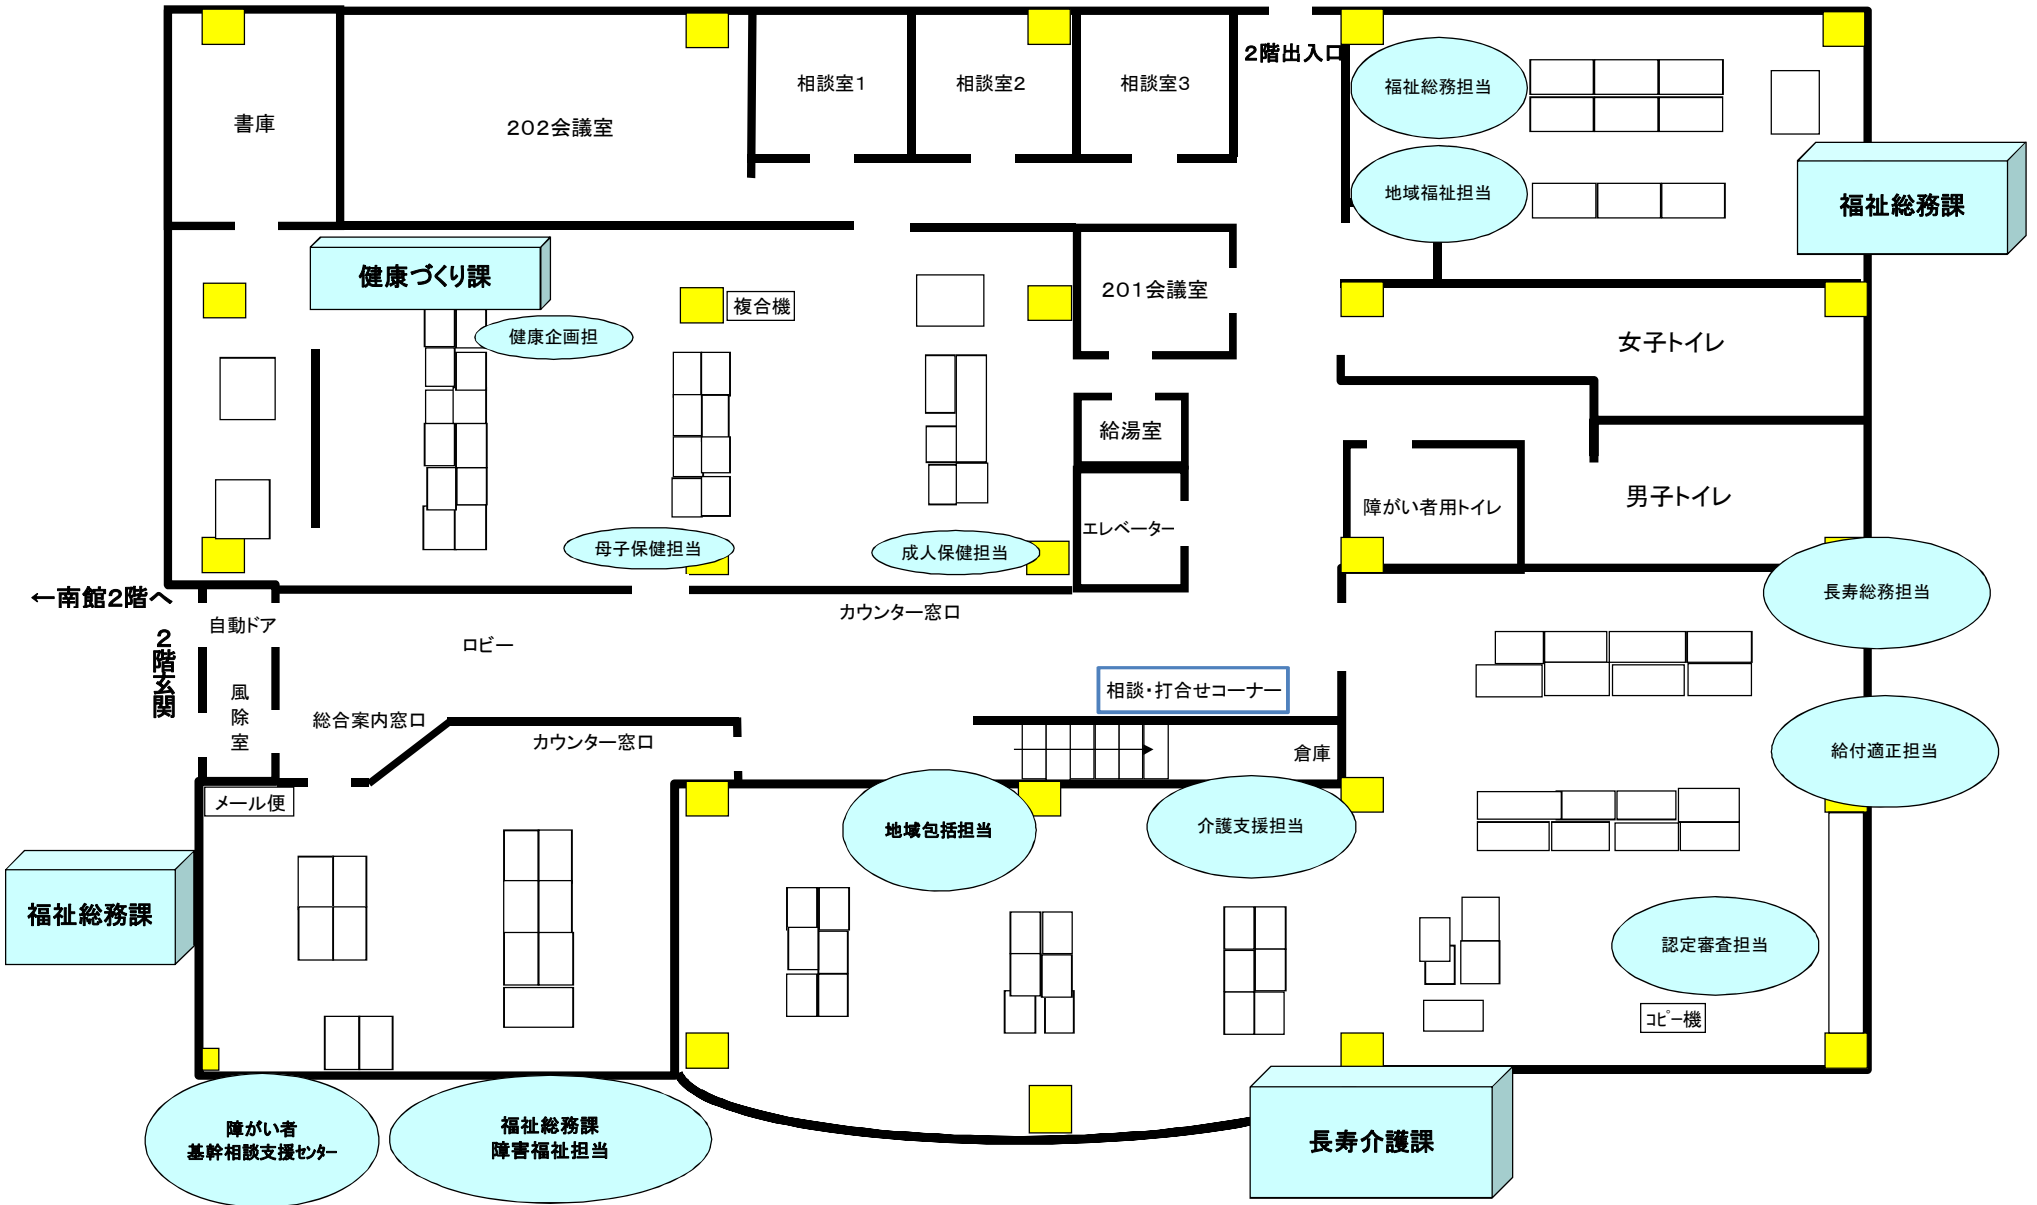 2階出入口
相談室1
相談室2
相談室3
福祉総務担当
書庫
202会議室
地域福祉担当
福祉総務課
健康づくり課
201会議室
複合機
健康企画担
女子トイレ
給湯室
男子トイレ
障がい者用トイレ
エレベーター
母子保健担当
成人保健担当
←南館2階へ
長寿総務担当
カウンター窓口
自動ドア
ロビー
2階玄関
風除室
相談・打合せコーナー
総合案内窓口
カウンター窓口
倉庫
給付適正担当
メール便
地域包括担当
介護支援担当
福祉総務課
認定審査担当
コピー機
障がい者
基幹相談支援センター
福祉総務課
障害福祉担当
長寿介護課